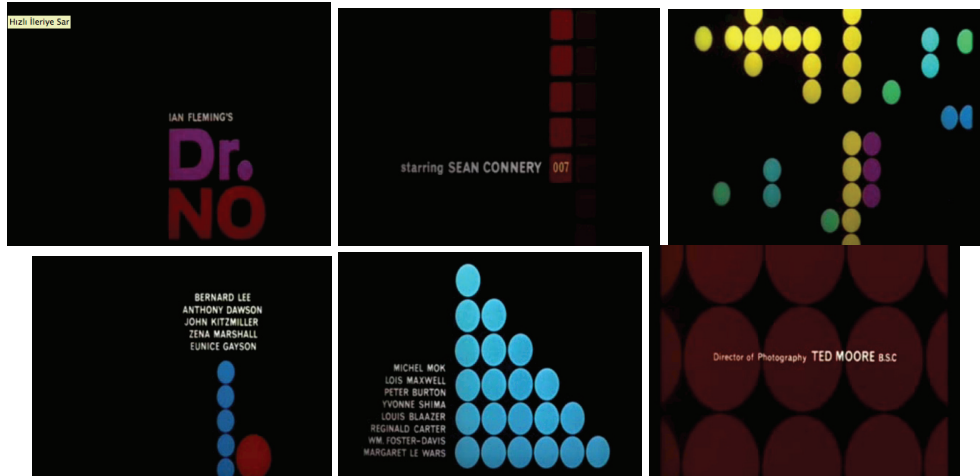 Hızlı İleriye Sar
IAN FLEMING'S
Dr.
NO
starring SEAN CONNERY 007
BERNARD LEE
ANTHONY DAWSON
JOHN KITZMILLER
ZENA MARSHALL
EUNICE GAYSON
MICHEL MOK
LOIS MAXWELL
PETER BURTON
YVONNE SHIMA
LOUIS BLAAZER
REGINALD CARTER
WM. FOSTER-DAVIS
MARGARET LE WARS
Director of Photography TED MOORE B.S.C